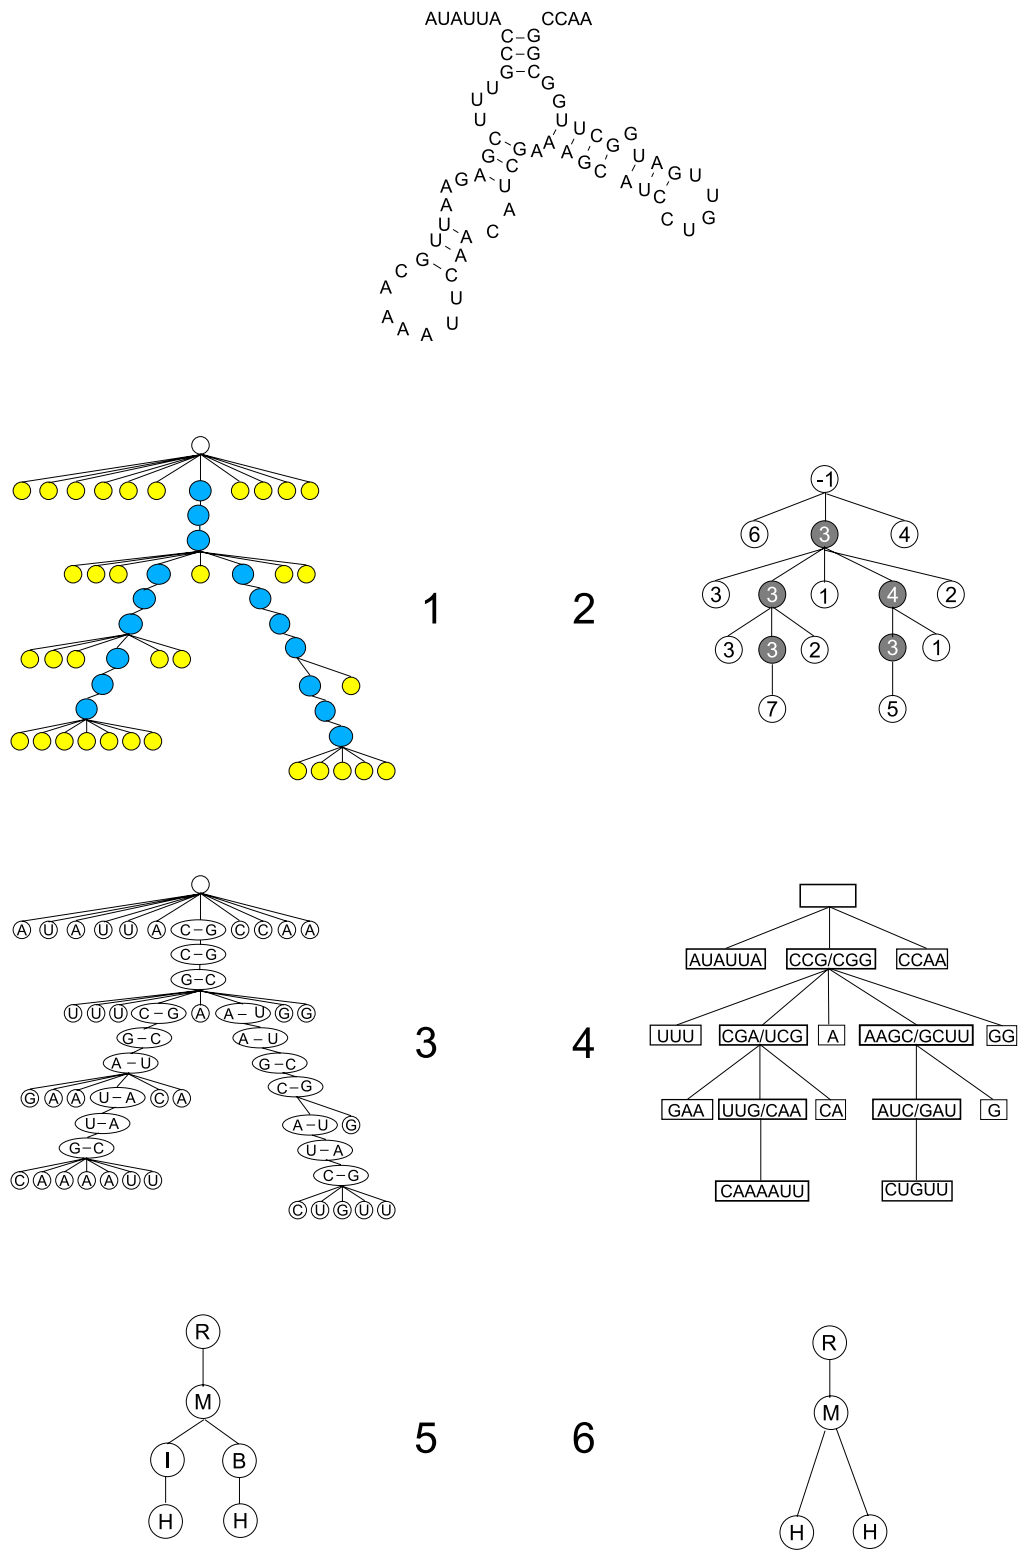 AUAUUA CCAA
C-G
C-G
G-C
U U G G
U U U C G G
C G A A A G C U A G U U
G C A G C A U C C U G
A G A U
A A C
U A
U A
G C
C U
A U
A A A
1 2
-1
6 3 4
3 3 1 4 2
3 3 2 3 1
7 5
3 4
A U A U U A C-G C C A A
C-G
G-C
U U U C-G A A-U G G
G-C A-U
A-U G-C
G A A U-A C A C-G
U-A A-U G
G-C U-A
C A A A A U U C-G
C U G U U
AUAUUA CCG/CGG CCAA
UUU CGA/UCG A AAGC/GCUU GG
GAA UUG/CAA CA AUC/GAU G
CAAAAUU CUGUU
5 6
R
M
I B
H H
R
M
H H